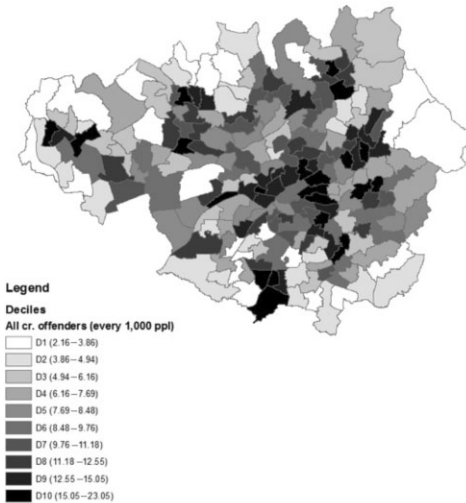 Legend
Deciles
All cr. offenders (every 1,000 ppl)
D1 (2.16—3.86)
D2 (3.86—4.94)
D3 (4.94—6.16)
D4 (6.16—7.69)
D5 (7.69—8.48)
D6 (8.48—9.76)
D7 (9.76—11.18)
D8 (11.18—12.55)
D9 (12.55—15.05)
D10 (15.05—23.05)